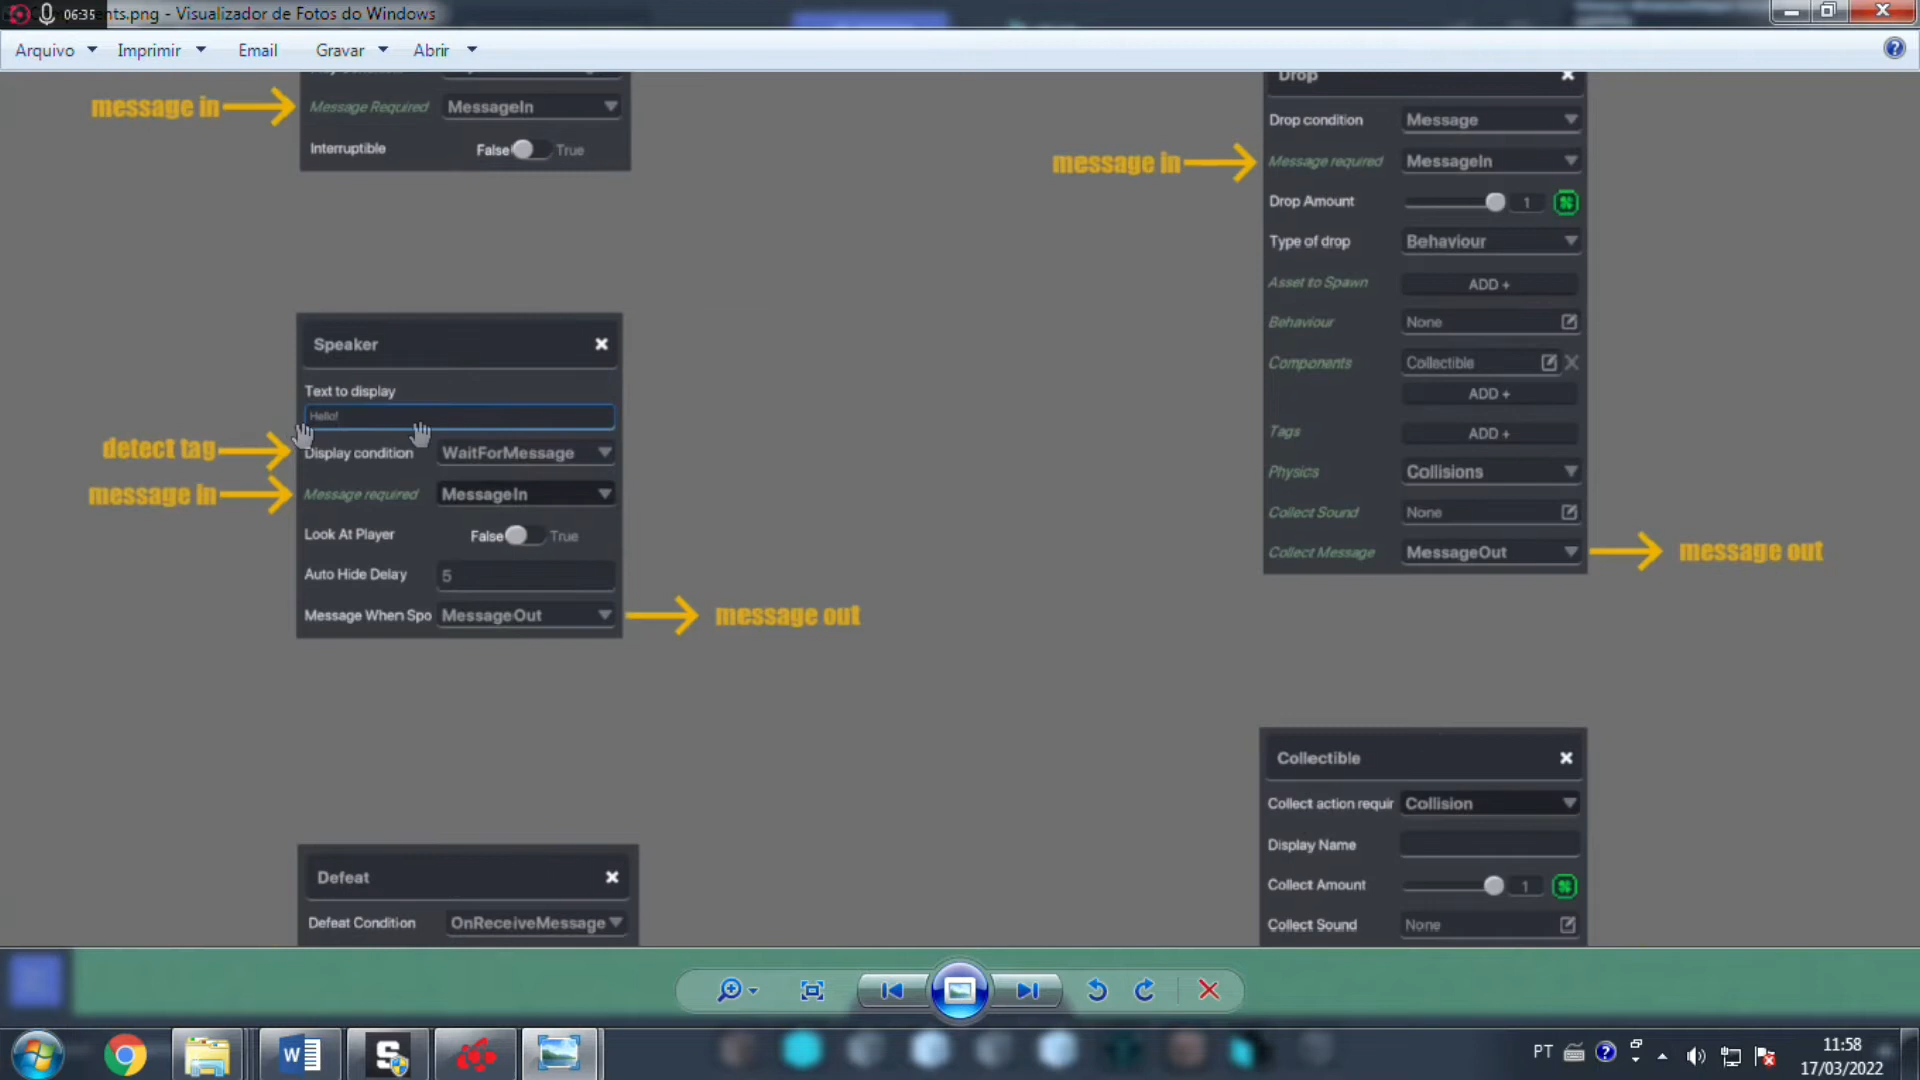 06:35
nts.png - Visualizador de Fotos do Windows
Arquivo
Imprimir
Email
Gravar
Abrir
message in
Message Required
MessageIn
Interruptible
False
True
Speaker
Text to display
Hello!
detect tag
Display condition
WaitForMessage
message in
Message required
MessageIn
Look At Player
False
True
Auto Hide Delay
5
Message When Spo
MessageOut
message out
Defeat
Defeat Condition
OnReceiveMessage
Drop
Drop condition
Message
message in
Message required
MessageIn
Drop Amount
1
Type of drop
Behaviour
Asset to Spawn
ADD +
Behaviour
None
Components
Collectible
ADD +
Tags
ADD +
Physics
Collisions
Collect Sound
None
Collect Message
MessageOut
message out
Collectible
Collect action requir
Collision
Display Name
Collect Amount
1
Collect Sound
None
PT
11:58
17/03/2022